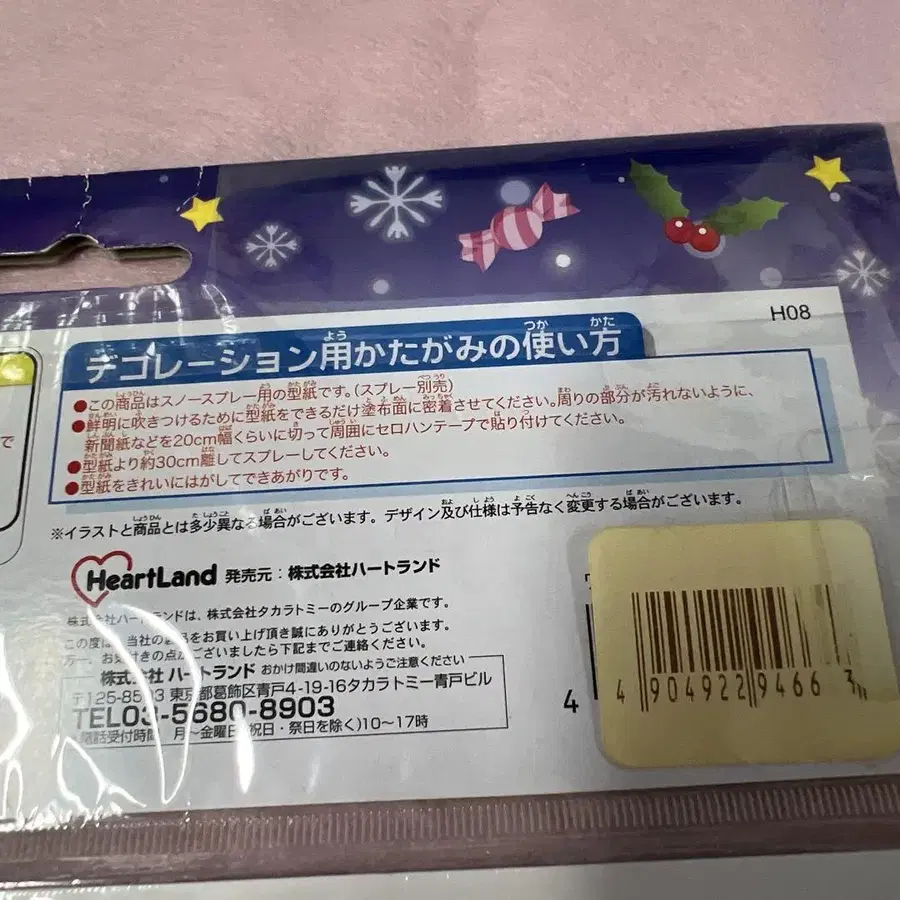 H08
デコレーション用かたがみの使い方
●この商品はスノースプレー用の型紙です。(スプレー別売)
●鮮明に吹きつけるために型紙をできるだけ塗布面に密着させてください。周りの部分が汚れないように、
新聞紙などを20cm幅くらいに切って周囲にセロハンテープで貼り付けてください。
●型紙より約30cm離してスプレーしてください。
●型紙をきれいにはがしてできあがりです。
で
※イラストと商品とは多少異なる場合がございます。デザイン及び仕様は予告なく変更する場合がございます。
HeartLand 発売元:株式会社ハートランド
株式会社ハートランドは、株式会社タカラトミーのグループ企業です。
この度は、当社の商品をお買い上げ頂き誠にありがとうございます。
万一、お気付きの点がございましたら下記までご連絡ください。
株式会社 ハートランド おかけ間違いのないようご注意ください
〒125-8503 東京都葛飾区青戸4-19-16タカラトミー青戸ビル
TEL03-5680-8903
電話受付時間 月〜金曜日(祝日・祭日を除く)10〜17時
4
4 904922 9466 3